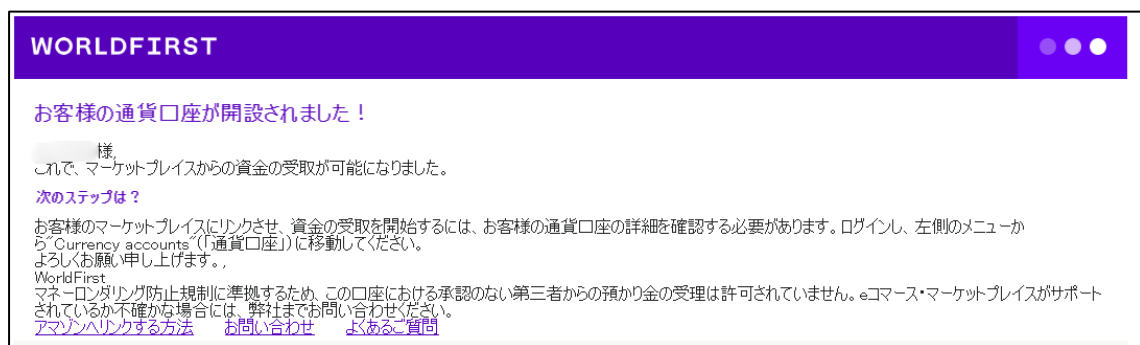 WORLDFIRST
お客様の通貨口座が開設されました！
様,
これで、マーケットプレイスからの資金の受取が可能になりました。
次のステップは？
お客様のマーケットプレイスにリンクさせ、資金の受取を開始するには、お客様の通貨口座の詳細を確認する必要があります。ログインし、左側のメニューか
ら"Currency accounts"(「通貨口座」)に移動してください。
よろしくお願い申し上げます。,
WorldFirst
マネーロンダリング防止規制に準拠するため、この口座における承認のない第三者からの預かり金の受理は許可されていません。eコマース・マーケットプレイスがサポート
されているか不確かな場合には、弊社までお問い合わせください。
アマゾンへリンクする方法 お問い合わせ よくあるご質問